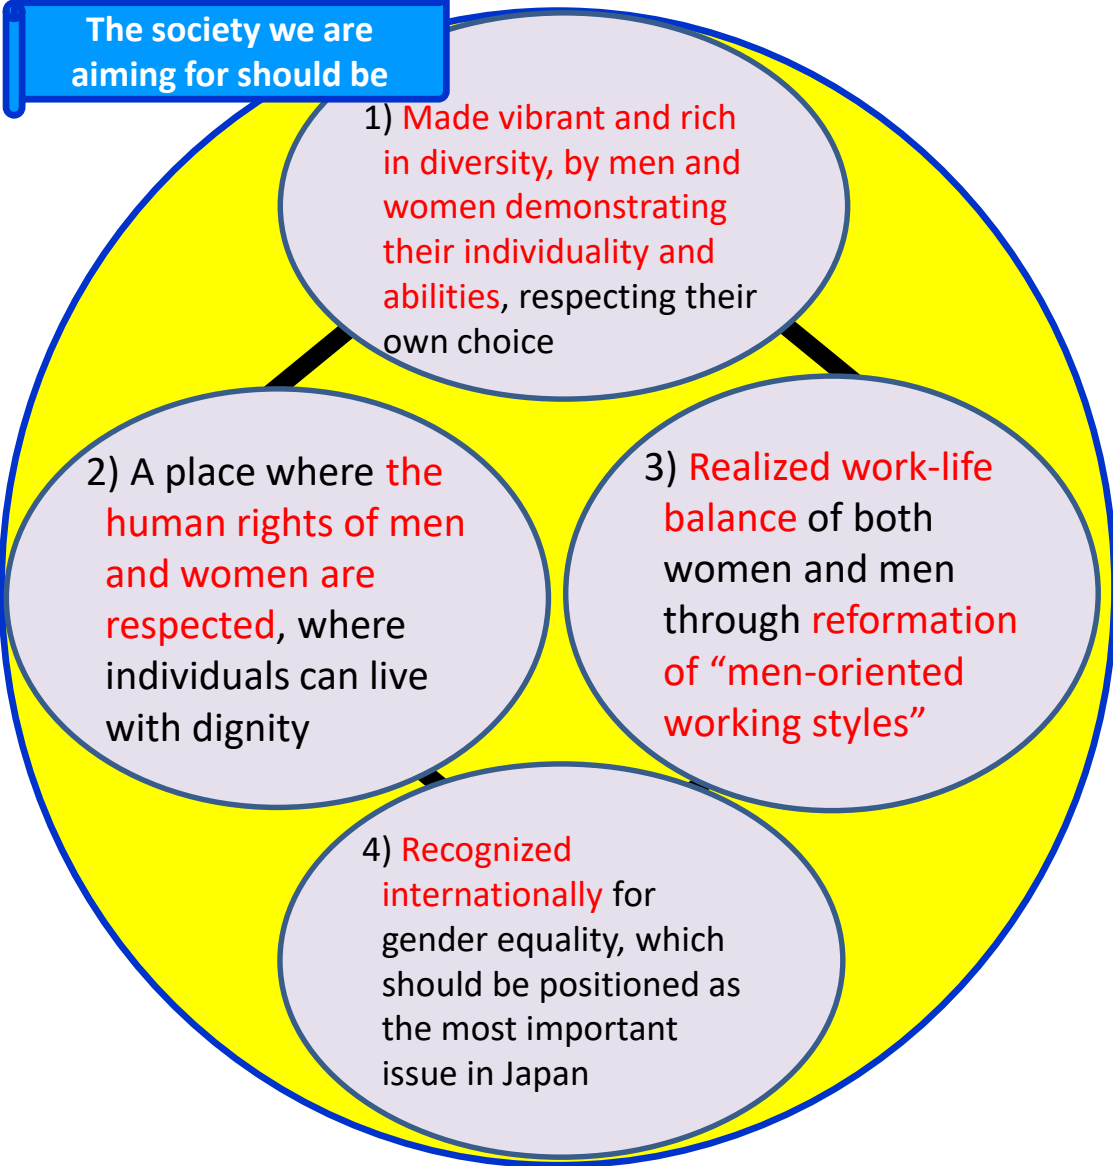 The society we are
aiming for should be
1) Made vibrant and rich
in diversity, by men and
women demonstrating
their individuality and
abilities, respecting their
own choice
2) A place where the
human rights of men
and women are
respected, where
individuals can live
with dignity
3) Realized work-life
balance of both
women and men
through reformation
of “men-oriented
working styles”
4) Recognized
internationally for
gender equality, which
should be positioned as
the most important
issue in Japan